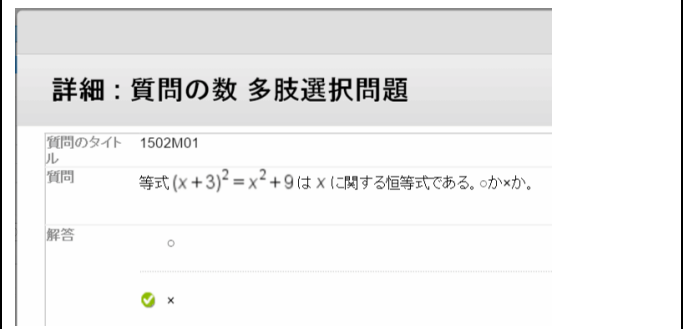 詳細 : 質問の数 多肢選択問題
質問のタイト 1502M01
ル
質問 等式 (x + 3)² = x² + 9 は x に関する恒等式である。○か×か。
解答 ○
×